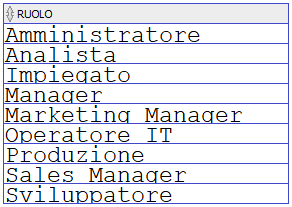 RUOLO
Amministratore
Analista
Impiegato
Manager
Marketing Manager
Operatore IT
Produzione
Sales Manager
Sviluppatore